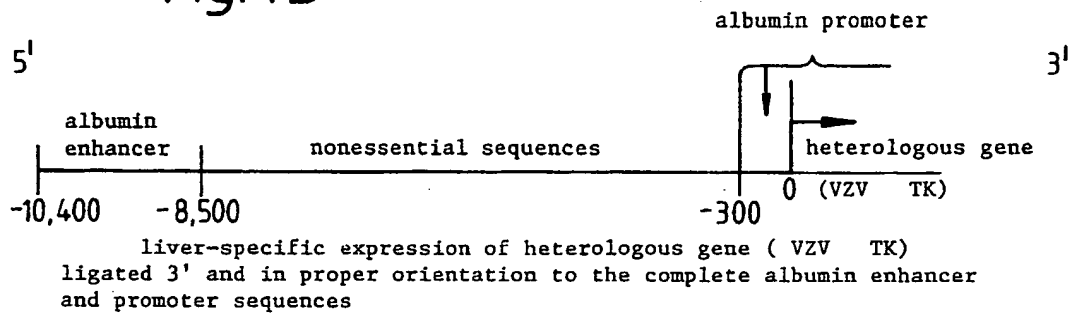 albumin promoter
5'
3'
albumin
enhancer
nonessential sequences
heterologous gene
-10,400
-8,500
-300
0
(VZV TK)
liver-specific expression of heterologous gene ( VZV TK)
ligated 3' and in proper orientation to the complete albumin enhancer
and promoter sequences